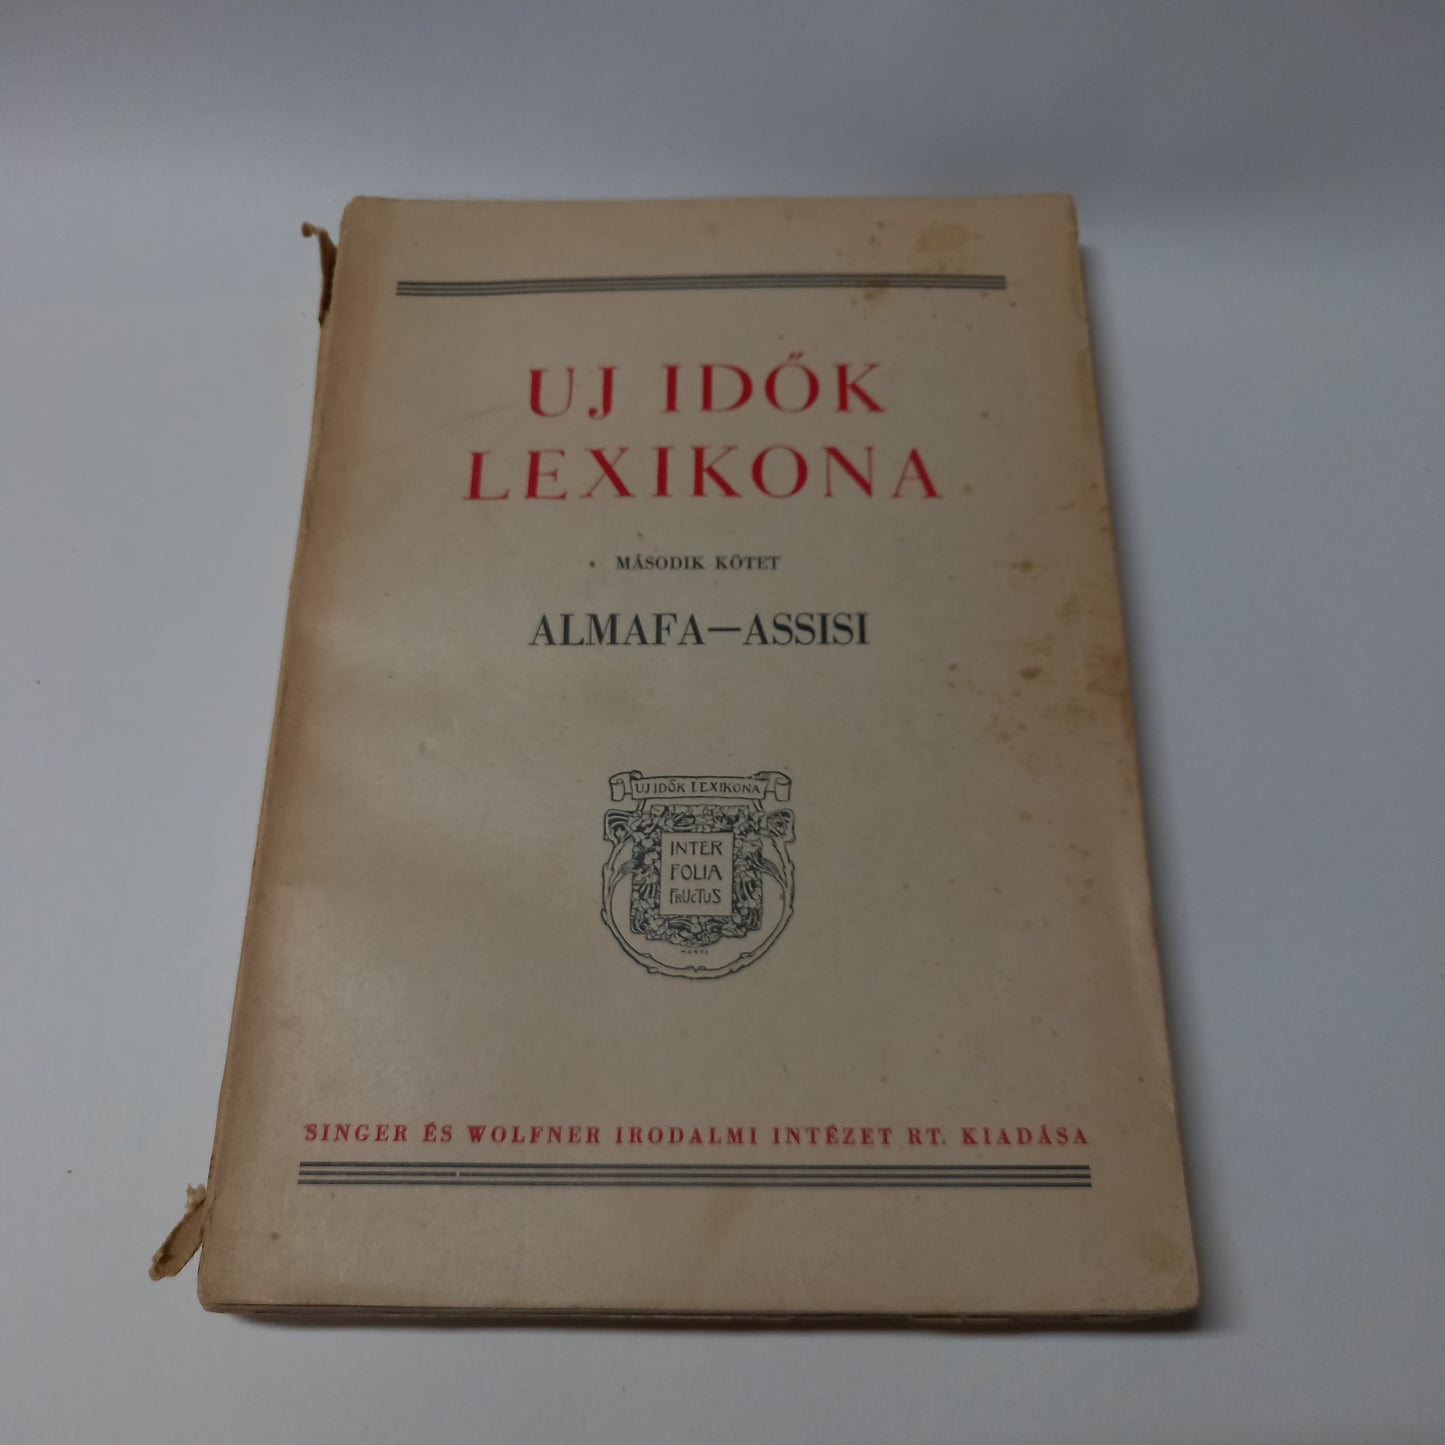 UJ IDŐK
LEXIKONA
MÁSODIK KÖTET
ALMAFA—ASSISI
UJ IDŐK LEXIKONA
INTER
FOLIA
FRUCTUS
SINGER ÉS WOLFNER IRODALMI INTÉZET RT. KIADÁSA